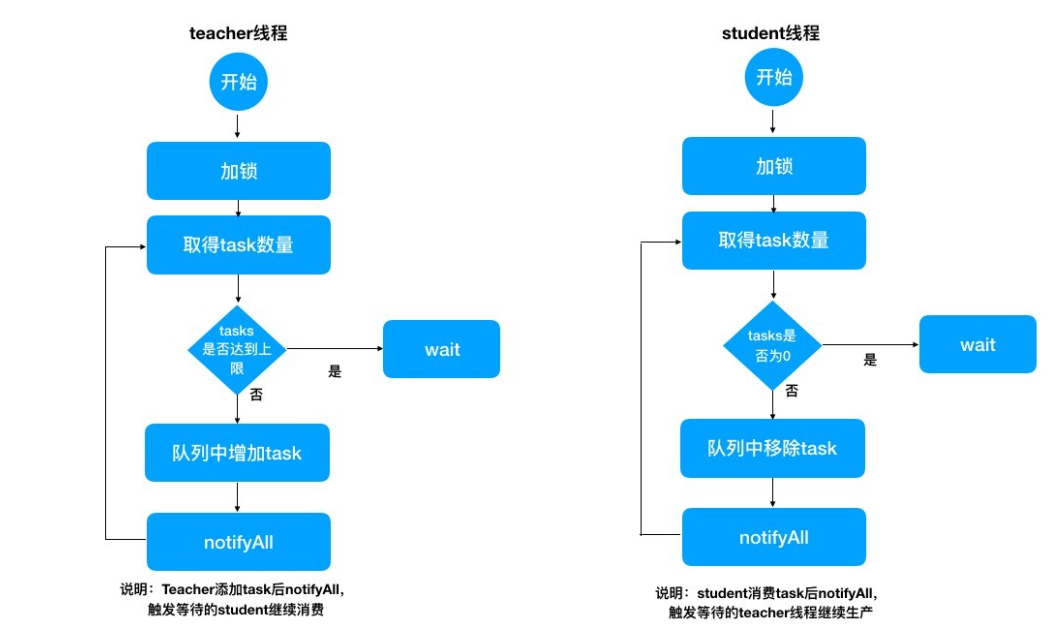 teacher线程
开始
加锁
取得task数量
tasks
是否达到上
限
是
wait
否
队列中增加task
notifyAll
说明：Teacher添加task后notifyAll，
触发等待的student继续消费
student线程
开始
加锁
取得task数量
tasks是
否为0
是
wait
否
队列中移除task
notifyAll
说明：student消费task后notifyAll，
触发等待的teacher线程继续生产